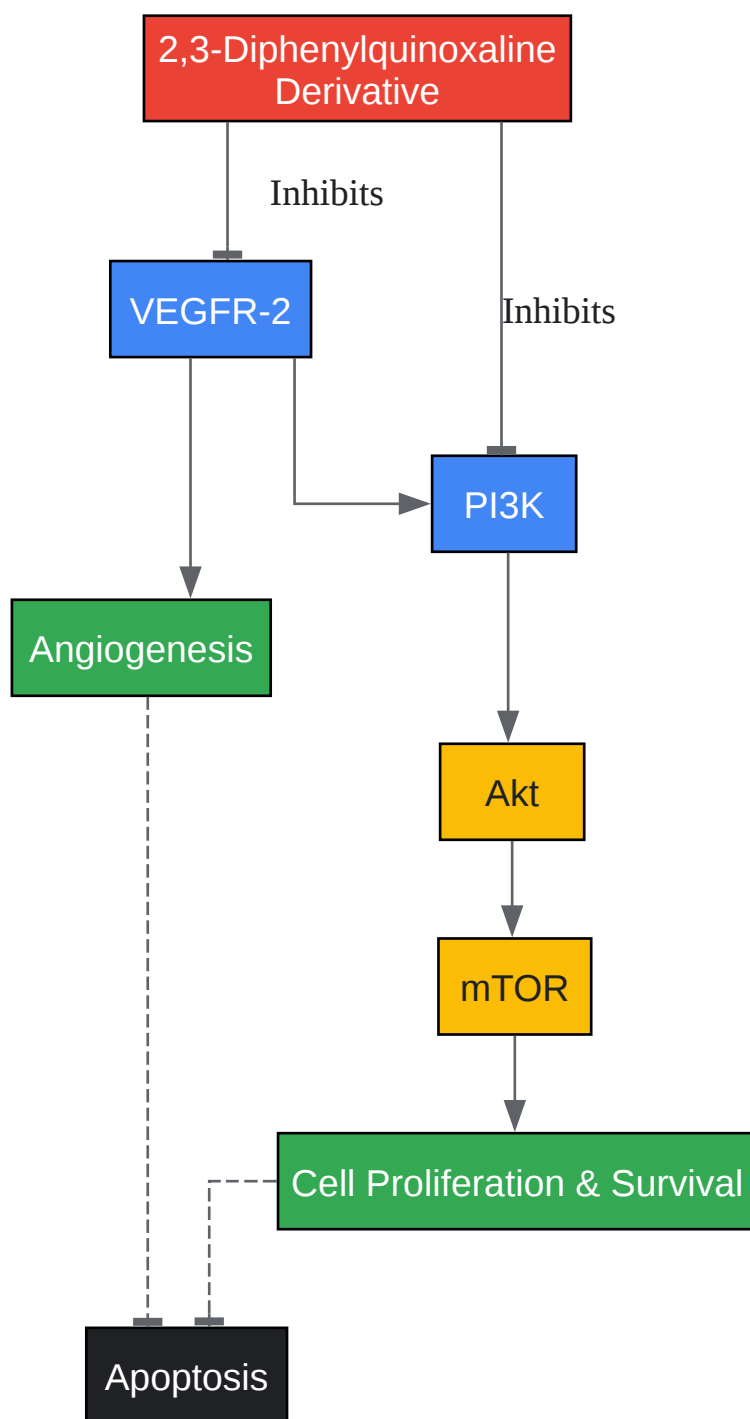 2,3-Diphenylquinoxaline
Derivative
Inhibits
VEGFR-2
Inhibits
PI3K
Angiogenesis
Akt
mTOR
Cell Proliferation & Survival
Apoptosis